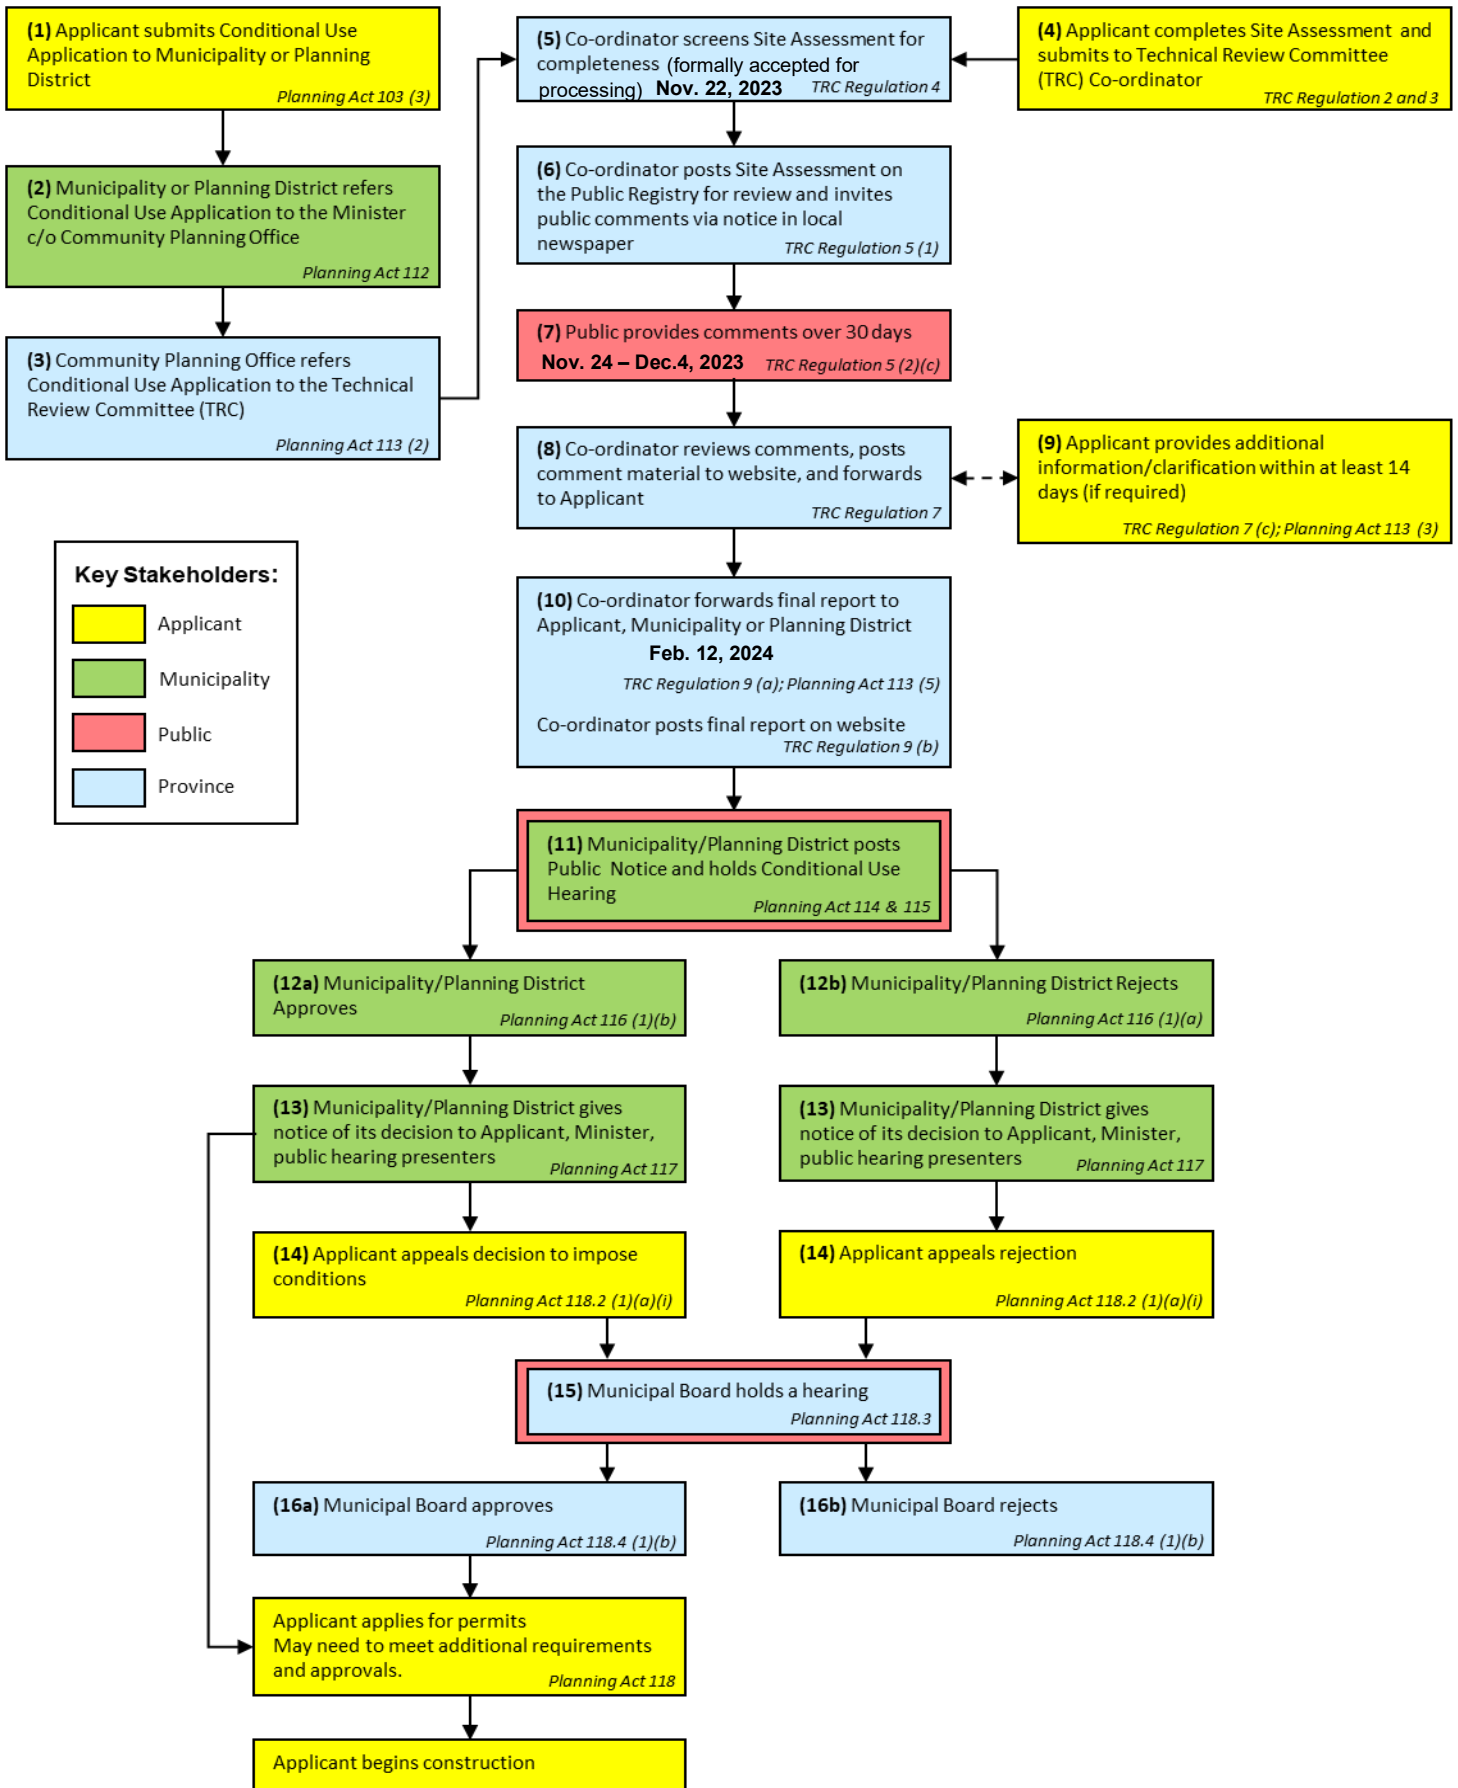 (1) Applicant submits Conditional Use
Application to Municipality or Planning
District
Planning Act 103 (3)
(2) Municipality or Planning District refers
Conditional Use Application to the Minister
c/o Community Planning Office
Planning Act 112
(3) Community Planning Office refers
Conditional Use Application to the Technical
Review Committee (TRC)
Planning Act 113 (2)
(4) Applicant completes Site Assessment and
submits to Technical Review Committee
(TRC) Co-ordinator
TRC Regulation 2 and 3
(5) Co-ordinator screens Site Assessment for
completeness (formally accepted for
processing) Nov. 22, 2023 TRC Regulation 4
(6) Co-ordinator posts Site Assessment on
the Public Registry for review and invites
public comments via notice in local
newspaper
TRC Regulation 5 (1)
(7) Public provides comments over 30 days
Nov. 24 – Dec.4, 2023 TRC Regulation 5 (2)(c)
(8) Co-ordinator reviews comments, posts
comment material to website, and forwards
to Applicant
TRC Regulation 7
(9) Applicant provides additional
information/clarification within at least 14
days (if required)
TRC Regulation 7 (c); Planning Act 113 (3)
Key Stakeholders:
Applicant
Municipality
Public
Province
(10) Co-ordinator forwards final report to
Applicant, Municipality or Planning District
Feb. 12, 2024
TRC Regulation 9 (a); Planning Act 113 (5)
Co-ordinator posts final report on website
TRC Regulation 9 (b)
(11) Municipality/Planning District posts
Public Notice and holds Conditional Use
Hearing
Planning Act 114 & 115
(12a) Municipality/Planning District
Approves
Planning Act 116 (1)(b)
(12b) Municipality/Planning District Rejects
Planning Act 116 (1)(a)
(13) Municipality/Planning District gives
notice of its decision to Applicant, Minister,
public hearing presenters
Planning Act 117
(13) Municipality/Planning District gives
notice of its decision to Applicant, Minister,
public hearing presenters
Planning Act 117
(14) Applicant appeals decision to impose
conditions
Planning Act 118.2 (1)(a)(i)
(14) Applicant appeals rejection
Planning Act 118.2 (1)(a)(i)
(15) Municipal Board holds a hearing
Planning Act 118.3
(16a) Municipal Board approves
Planning Act 118.4 (1)(b)
(16b) Municipal Board rejects
Planning Act 118.4 (1)(b)
Applicant applies for permits
May need to meet additional requirements
and approvals.
Planning Act 118
Applicant begins construction